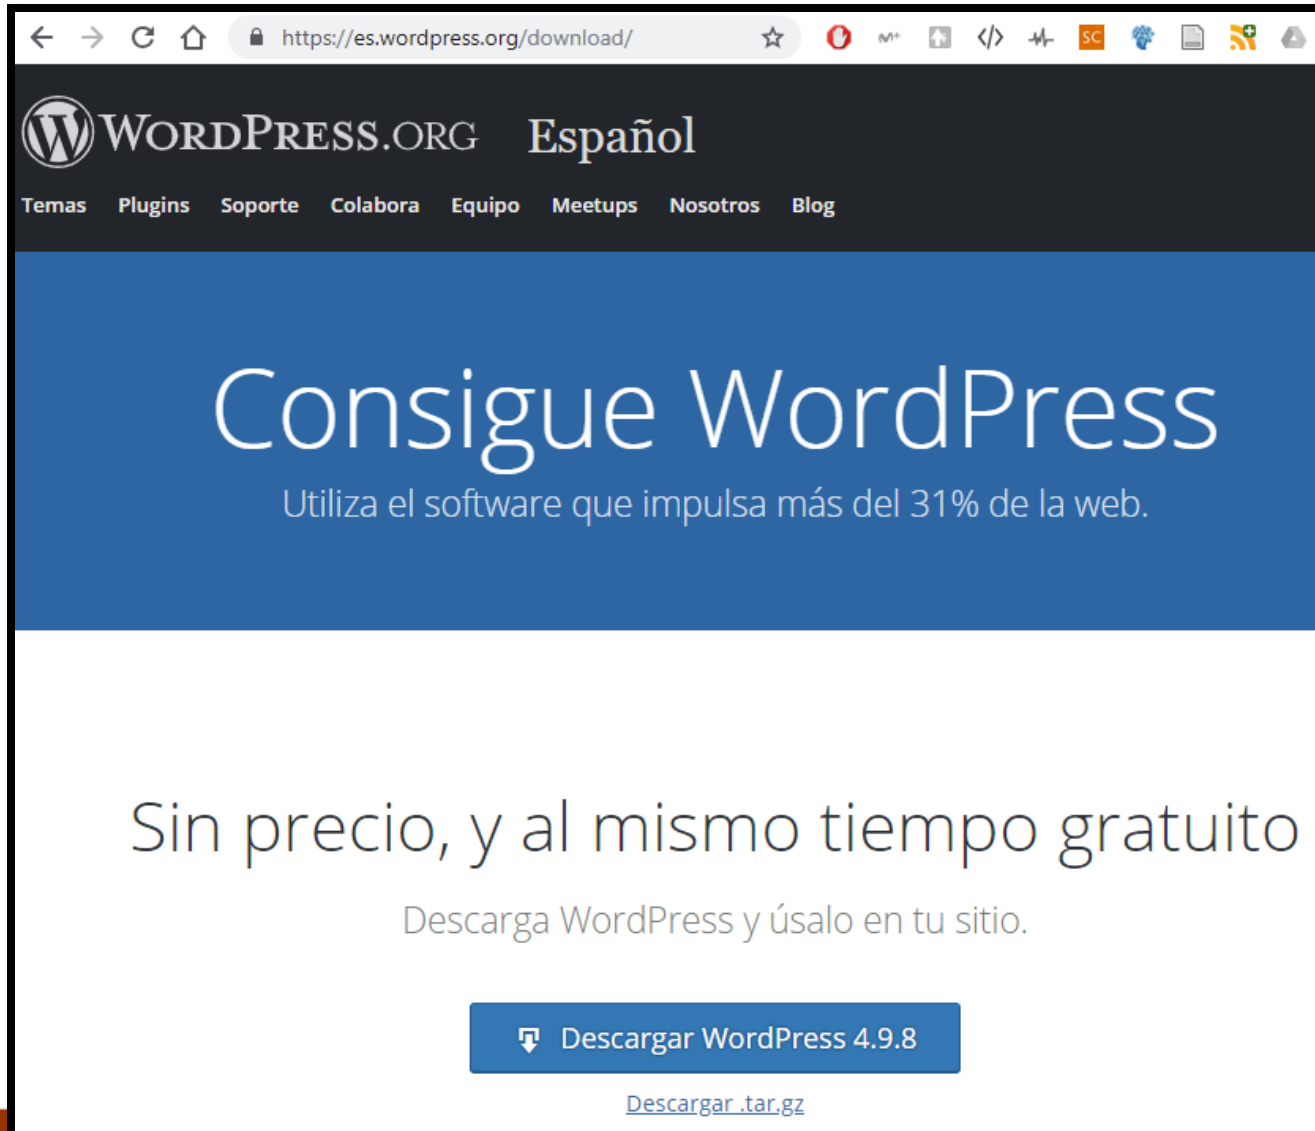 https://es.wordpress.org/download/
M+ </> SC
WORDPRESS.ORG Español
Temas Plugins Soporte Colabora Equipo Meetups Nosotros Blog
Consigue WordPress
Utiliza el software que impulsa más del 31% de la web.
Sin precio, y al mismo tiempo gratuito
Descarga WordPress y úsalo en tu sitio.
Descargar WordPress 4.9.8
Descargar .tar.gz